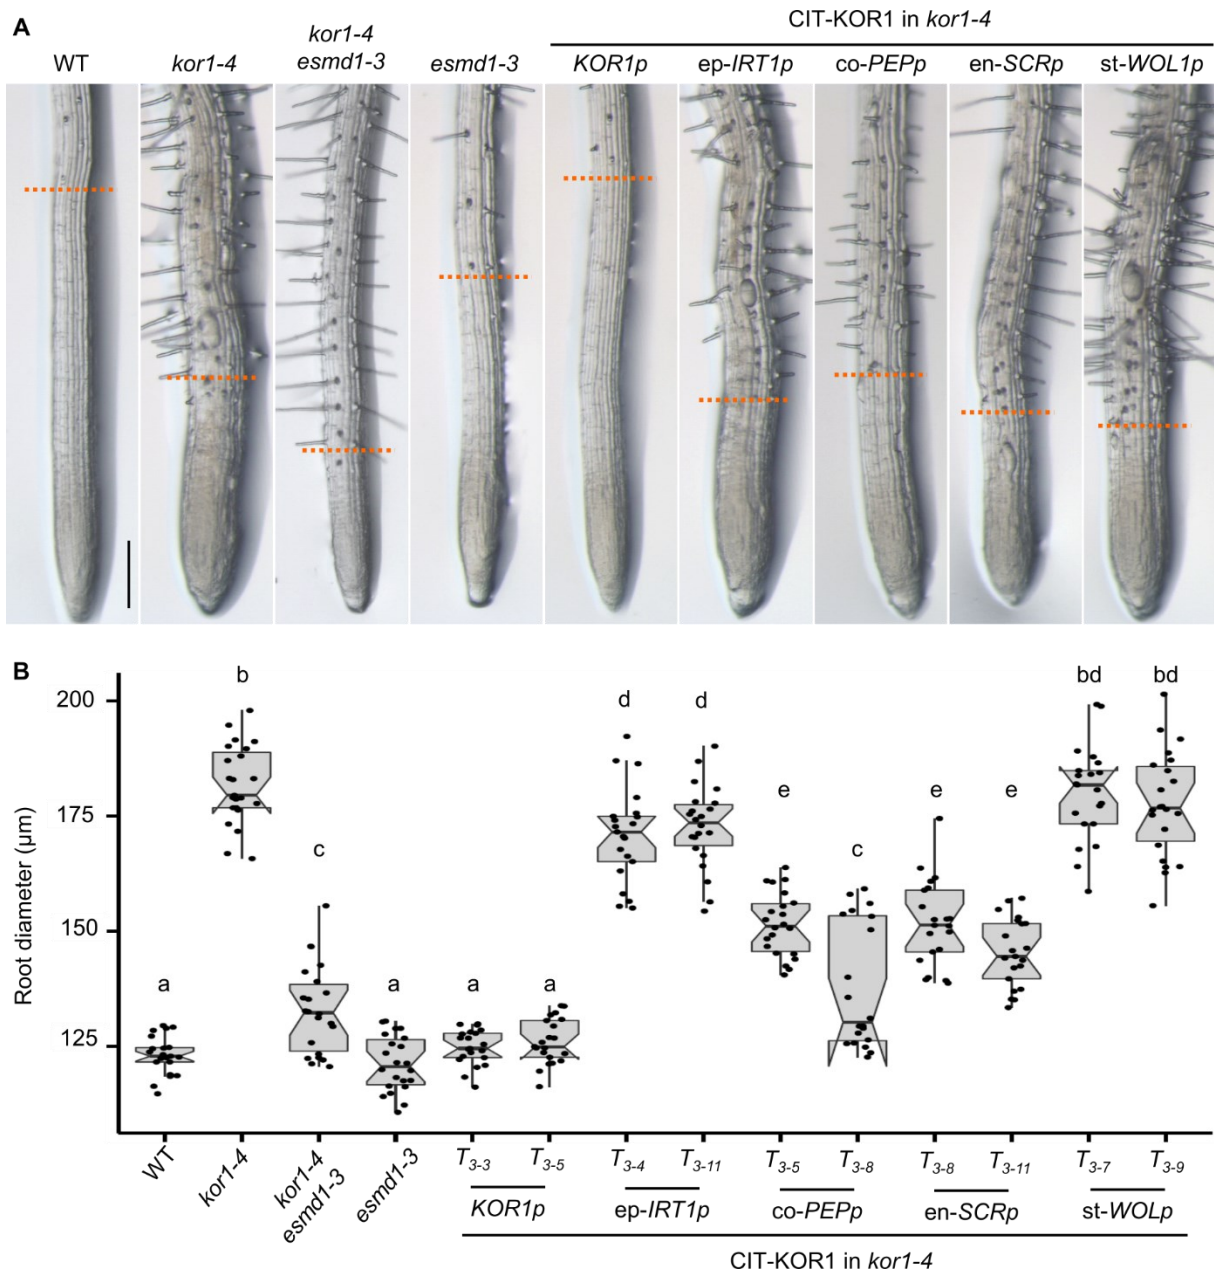 A
CIT-KOR1 in kor1-4
WT
kor1-4
kor1-4
esmd1-3
esmd1-3
KOR1p
ep-IRT1p
co-PEPp
en-SCRp
st-WOL1p
B
Root diameter (µm)
200
175
150
125
a
b
c
a
a
a
d
d
e
c
e
e
bd
bd
WT
kor1-4
kor1-4
esmd1-3
esmd1-3
T3-3
T3-5
T3-4
T3-11
T3-5
T3-8
T3-8
T3-11
T3-7
T3-9
KOR1p
ep-IRT1p
co-PEPp
en-SCRp
st-WOLp
CIT-KOR1 in kor1-4